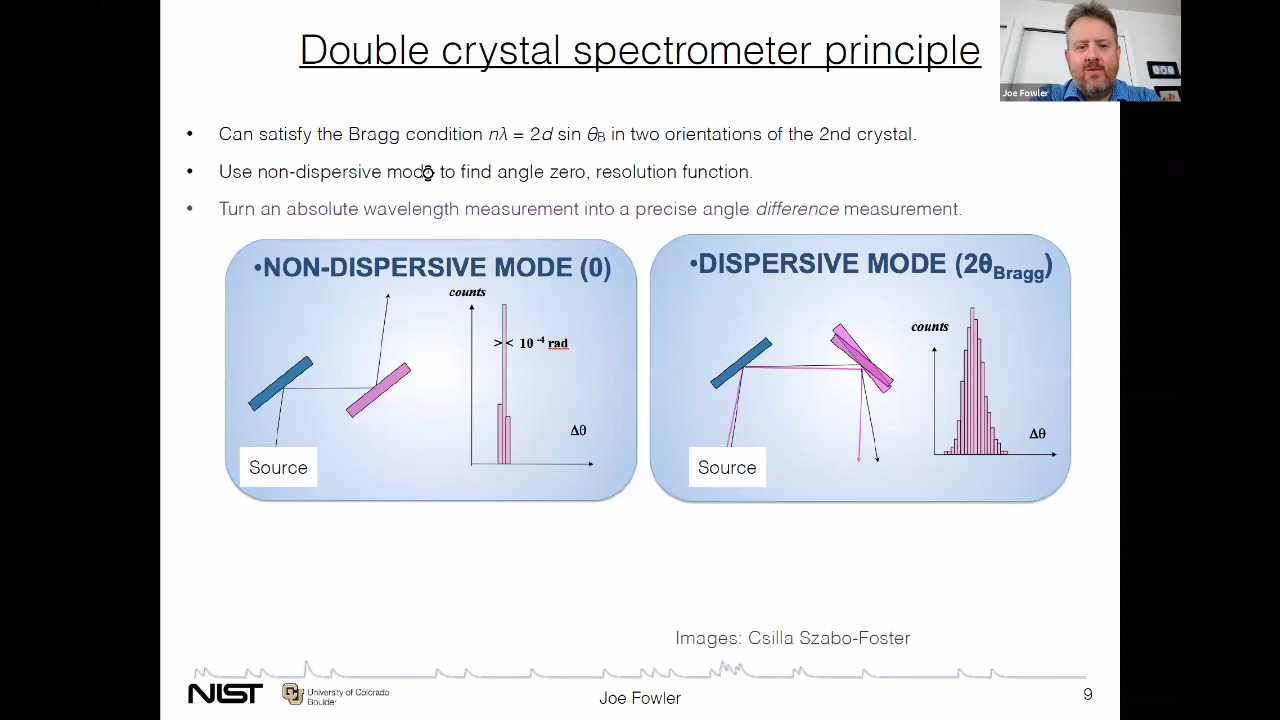 Double crystal spectrometer principle
Joe Fowler
• Can satisfy the Bragg condition nλ = 2d sin θB in two orientations of the 2nd crystal.
• Use non-dispersive mode to find angle zero, resolution function.
• Turn an absolute wavelength measurement into a precise angle difference measurement.
•NON-DISPERSIVE MODE (0)
counts
> < 10 -4 rad
Δθ
Source
•DISPERSIVE MODE (2θBragg)
counts
Δθ
Source
Images: Csilla Szabo-Foster
NIST
CU
University of Colorado
Boulder
Joe Fowler
9